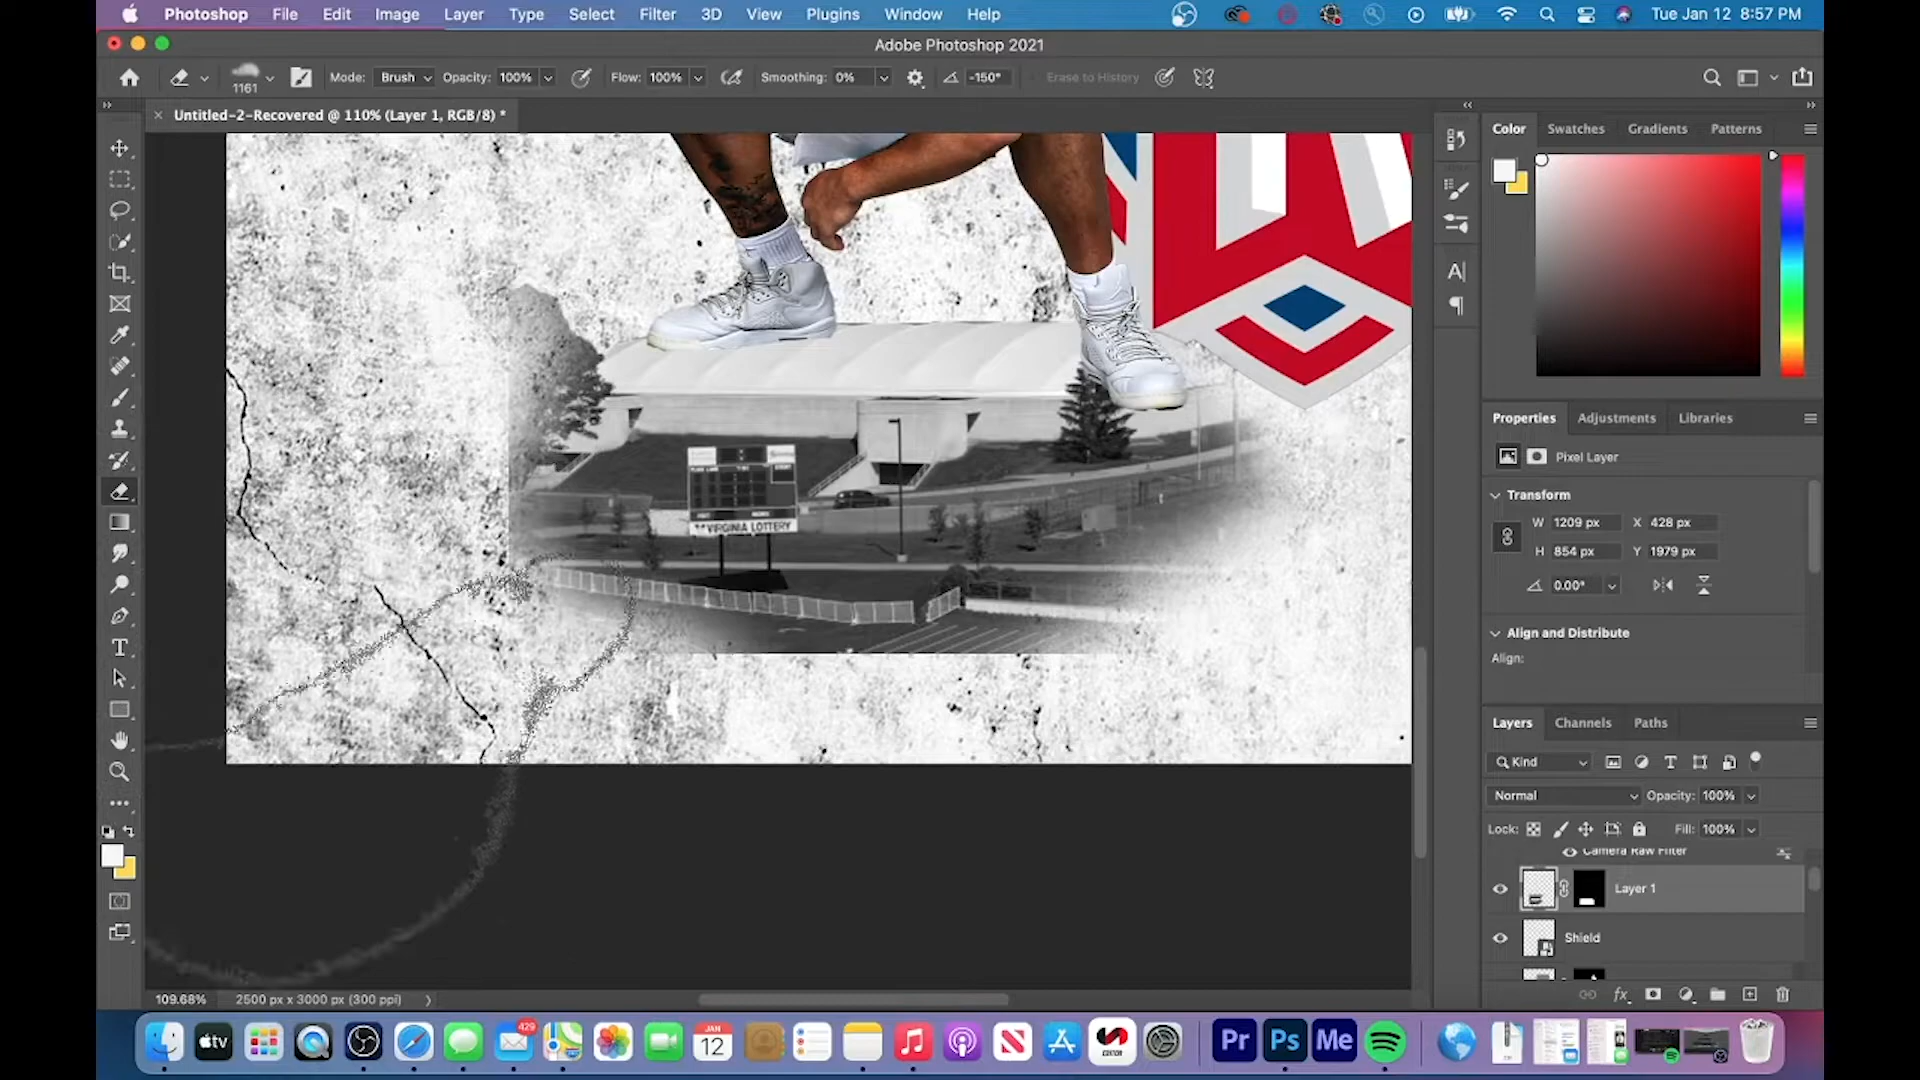 Photoshop File Edit Image Layer Type Select Filter 3D View Plugins Window Help Tue Jan 12 8:57 PM
Adobe Photoshop 2021
1161 Mode: Brush Opacity: 100% Flow: 100% Smoothing: 0% -150° Erase to History
Untitled-2-Recovered @ 110% (Layer 1, RGB/8) *
Color Swatches Gradients Patterns
Properties Adjustments Libraries
Pixel Layer
Transform
W 1209 px X 428 px
H 854 px Y 1979 px
0.00°
Align and Distribute
Align:
VIRGINIA LOTTERY
Layers Channels Paths
Kind
Normal Opacity: 100%
Lock: Fill: 100%
Camera Raw Filter
Layer 1
Shield
109.68% 2500 px x 3000 px (300 ppi)
tv 429 JAN 12 Pr Ps Me